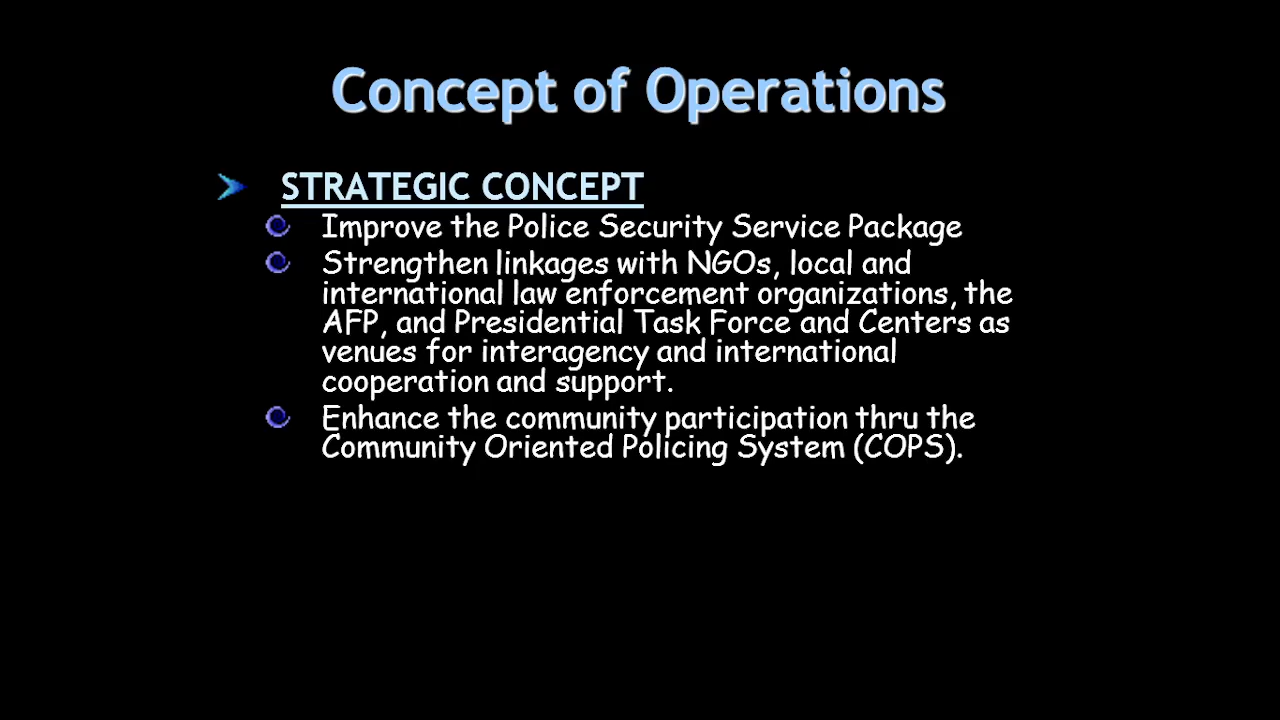 Concept of Operations
STRATEGIC CONCEPT
Improve the Police Security Service Package
Strengthen linkages with NGOs, local and
international law enforcement organizations, the
AFP, and Presidential Task Force and Centers as
venues for interagency and international
cooperation and support.
Enhance the community participation thru the
Community Oriented Policing System (COPS).